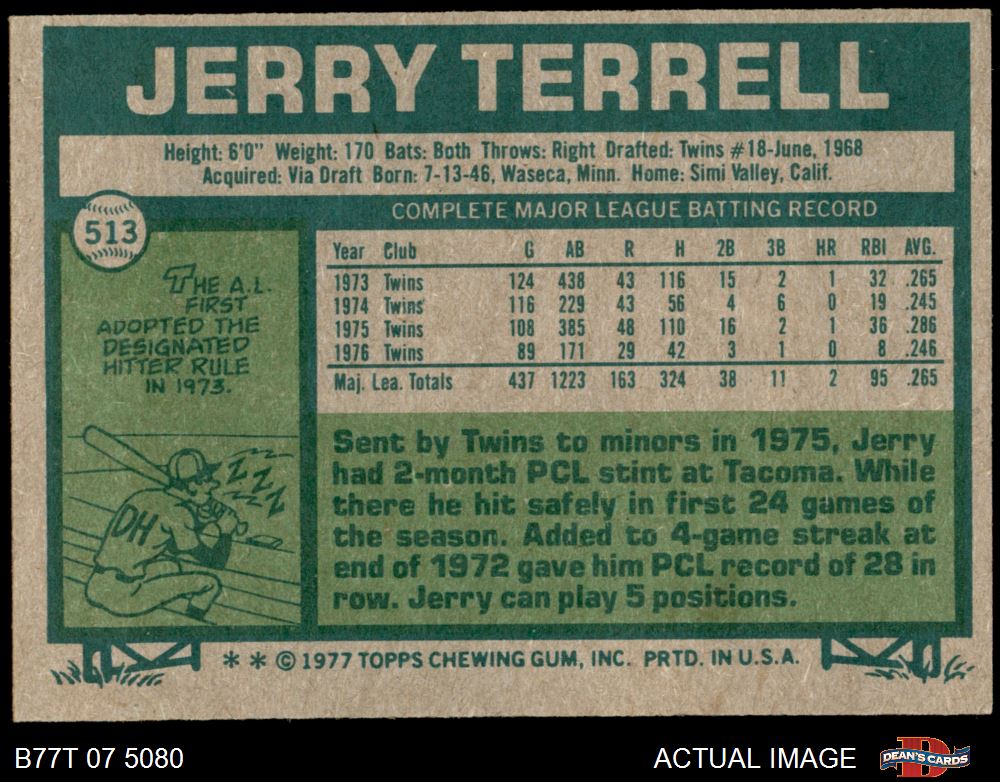 JERRY TERRELL
Height: 6'0" Weight: 170 Bats: Both Throws: Right Drafted: Twins #18-June, 1968
Acquired: Via Draft Born: 7-13-46, Waseca, Minn. Home: Simi Valley, Calif.
513
THE A.L.
FIRST
ADOPTED THE
DESIGNATED
HITTER RULE
IN 1973.
Z Z Z Z
DH
COMPLETE MAJOR LEAGUE BATTING RECORD
Year Club G AB R H 2B 3B HR RBI AVG.
1973 Twins 124 438 43 116 15 2 1 32 .265
1974 Twins 116 229 43 56 4 6 0 19 .245
1975 Twins 108 385 48 110 16 2 1 36 .286
1976 Twins 89 171 29 42 3 1 0 8 .246
Maj. Lea. Totals 437 1223 163 324 38 11 2 95 .265
Sent by Twins to minors in 1975, Jerry
had 2-month PCL stint at Tacoma. While
there he hit safely in first 24 games of
the season. Added to 4-game streak at
end of 1972 gave him PCL record of 28 in
row. Jerry can play 5 positions.
* * © 1977 TOPPS CHEWING GUM, INC. PRTD. IN U.S.A.
B77T 07 5080
ACTUAL IMAGE
D
DEAN'S CARDS